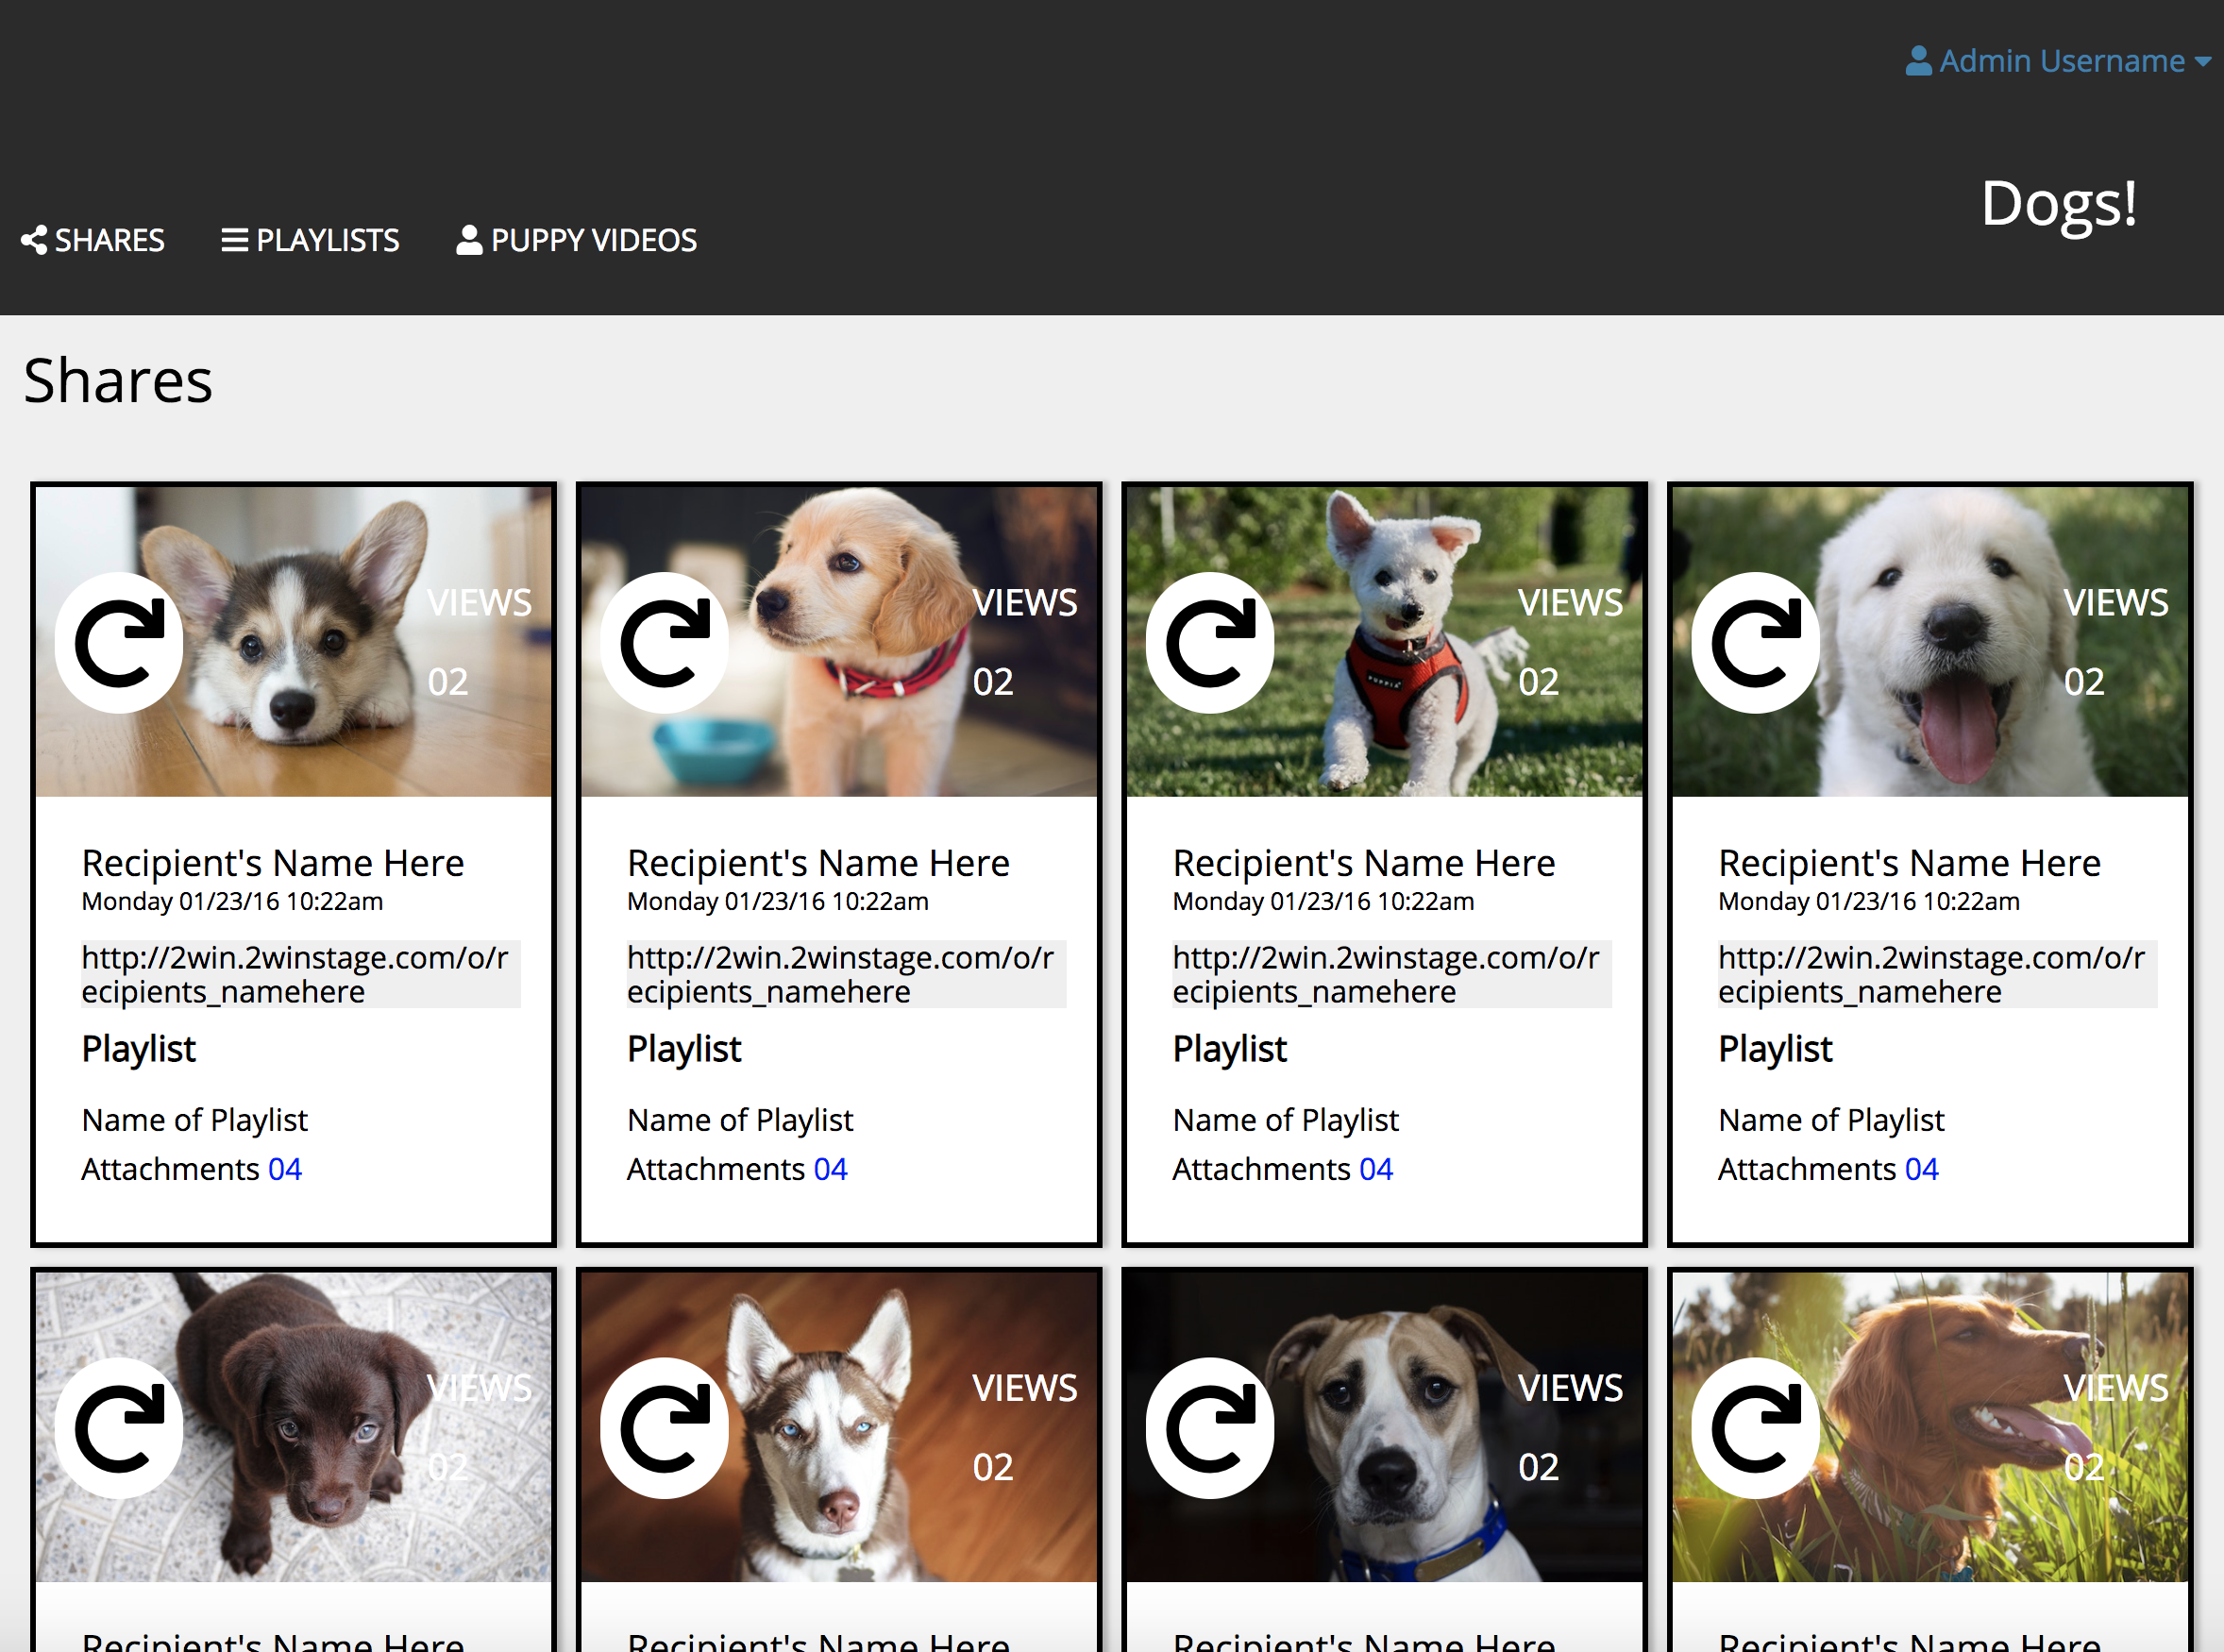 Admin Username
Dogs!
SHARES PLAYLISTS PUPPY VIDEOS
Shares
VIEWS
02
Recipient's Name Here
Monday 01/23/16 10:22am
http://2win.2winstage.com/o/r
ecipients_namehere
Playlist
Name of Playlist
Attachments 04
VIEWS
02
Recipient's Name Here
Monday 01/23/16 10:22am
http://2win.2winstage.com/o/r
ecipients_namehere
Playlist
Name of Playlist
Attachments 04
VIEWS
02
Recipient's Name Here
Monday 01/23/16 10:22am
http://2win.2winstage.com/o/r
ecipients_namehere
Playlist
Name of Playlist
Attachments 04
VIEWS
02
Recipient's Name Here
Monday 01/23/16 10:22am
http://2win.2winstage.com/o/r
ecipients_namehere
Playlist
Name of Playlist
Attachments 04
VIEWS
02
Recipient's Name Here
VIEWS
02
Recipient's Name Here
VIEWS
02
Recipient's Name Here
VIEWS
02
Recipient's Name Here